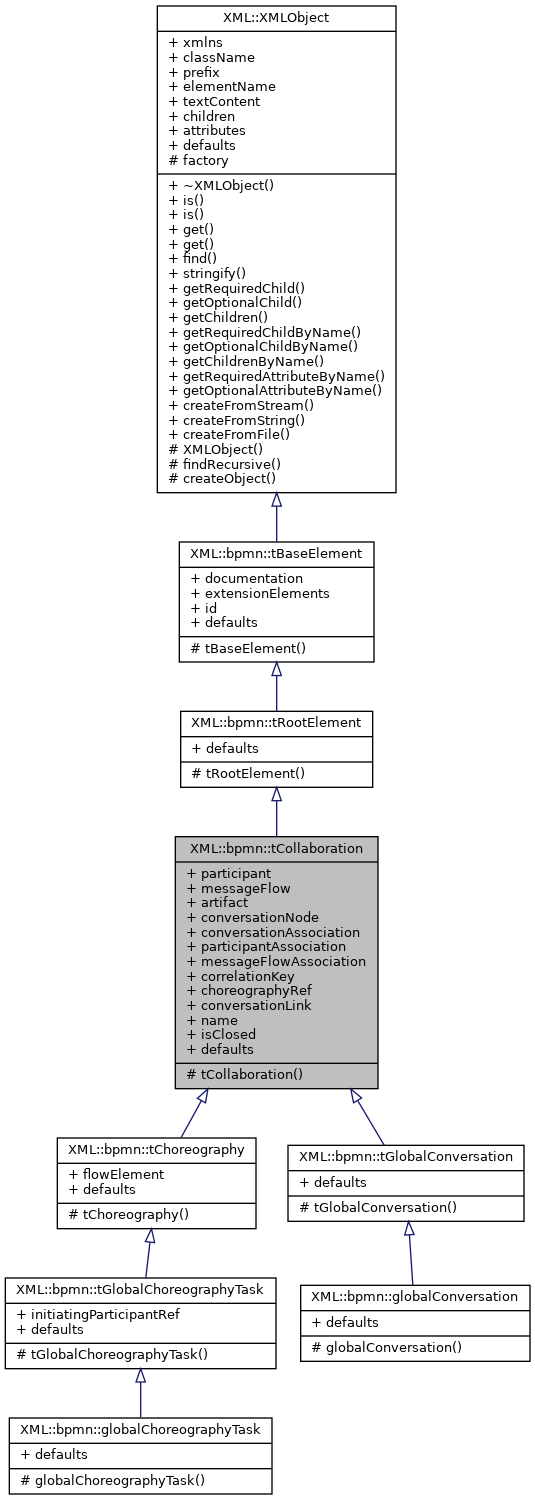 XML::XMLObject
+ xmlns
+ className
+ prefix
+ elementName
+ textContent
+ children
+ attributes
+ defaults
# factory
+ ~XMLObject()
+ is()
+ is()
+ get()
+ get()
+ find()
+ stringify()
+ getRequiredChild()
+ getOptionalChild()
+ getChildren()
+ getRequiredChildByName()
+ getOptionalChildByName()
+ getChildrenByName()
+ getRequiredAttributeByName()
+ getOptionalAttributeByName()
+ createFromStream()
+ createFromString()
+ createFromFile()
# XMLObject()
# findRecursive()
# createObject()
XML::bpmn::tBaseElement
+ documentation
+ extensionElements
+ id
+ defaults
# tBaseElement()
XML::bpmn::tRootElement
+ defaults
# tRootElement()
XML::bpmn::tCollaboration
+ participant
+ messageFlow
+ artifact
+ conversationNode
+ conversationAssociation
+ participantAssociation
+ messageFlowAssociation
+ correlationKey
+ choreographyRef
+ conversationLink
+ name
+ isClosed
+ defaults
# tCollaboration()
XML::bpmn::tChoreography
+ flowElement
+ defaults
# tChoreography()
XML::bpmn::tGlobalConversation
+ defaults
# tGlobalConversation()
XML::bpmn::tGlobalChoreographyTask
+ initiatingParticipantRef
+ defaults
# tGlobalChoreographyTask()
XML::bpmn::globalConversation
+ defaults
# globalConversation()
XML::bpmn::globalChoreographyTask
+ defaults
# globalChoreographyTask()